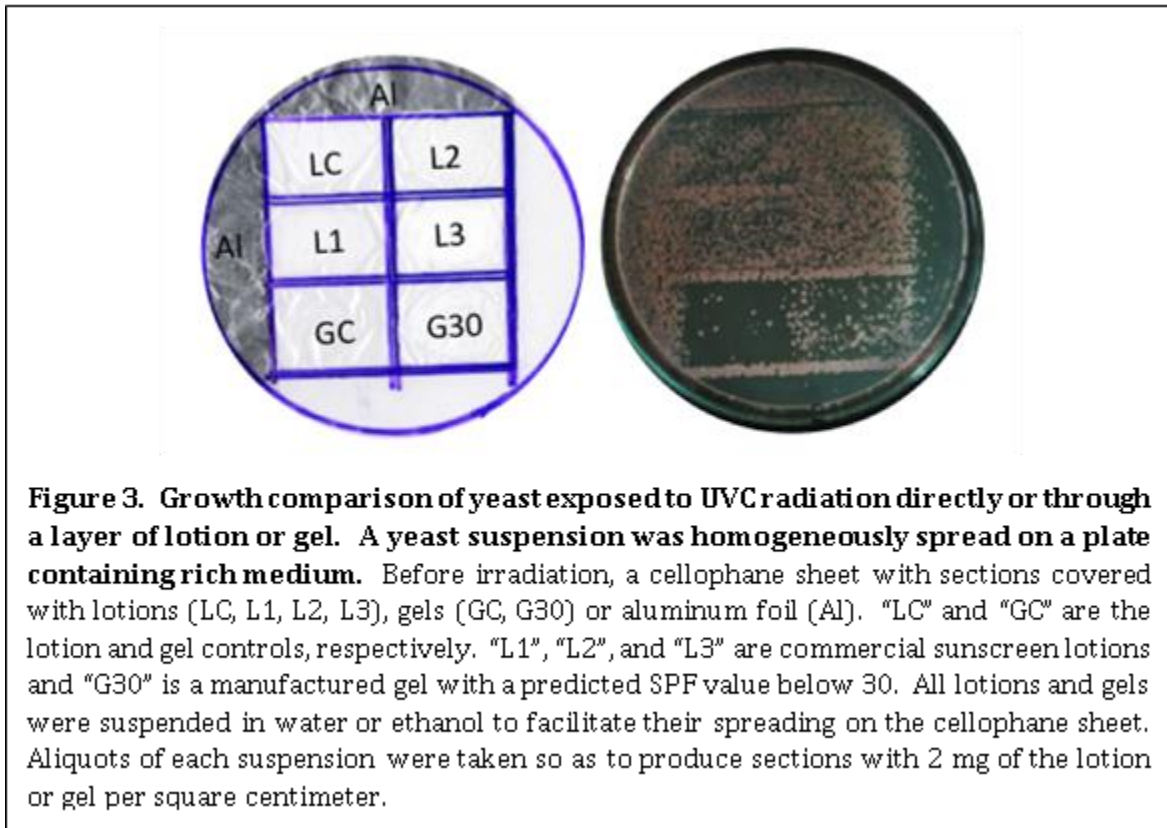 Al
LC L2
Al L1 L3
GC G30
Figure 3. Growth comparison of yeast exposed to UVC radiation directly or through
a layer of lotion or gel. A yeast suspension was homogeneously spread on a plate
containing rich medium. Before irradiation, a cellophane sheet with sections covered
with lotions (LC, L1, L2, L3), gels (GC, G30) or aluminum foil (Al). "LC" and "GC" are the
lotion and gel controls, respectively. "L1", "L2", and "L3" are commercial sunscreen lotions
and "G30" is a manufactured gel with a predicted SPF value below 30. All lotions and gels
were suspended in water or ethanol to facilitate their spreading on the cellophane sheet.
Aliquots of each suspension were taken so as to produce sections with 2 mg of the lotion
or gel per square centimeter.